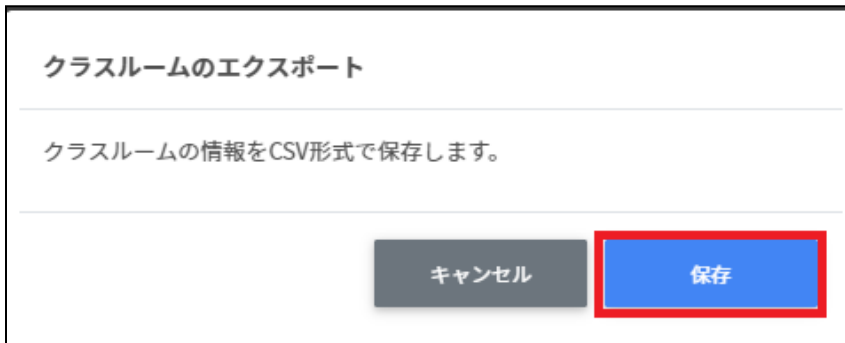 クラスルームのエクスポート
クラスルームの情報をCSV形式で保存します。
キャンセル
保存